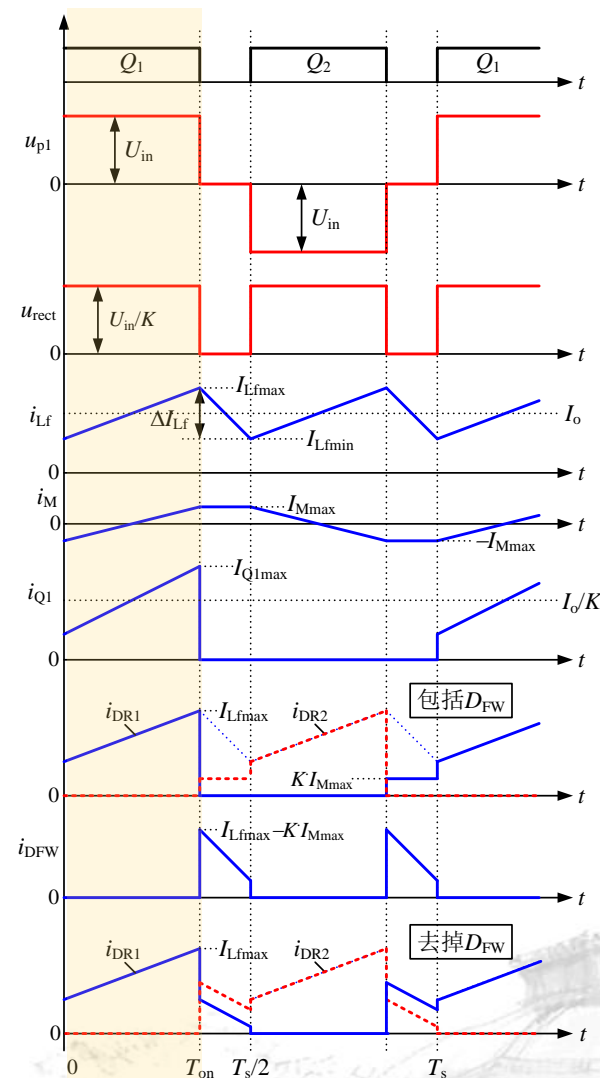 Q1 Q2 Q1
t
up1
Uin
0 t
Uin
urect
Uin/K
0 t
ILfmax
iLf ΔILf Io
ILfmin
0 t
iM
IMmax
0 t
−IMmax
IQ1max
iQ1 Io/K
0 t
包括DFW
iDR1 ILfmax iDR2
KIMmax
0 t
ILfmax−KIMmax
iDFW
0 t
去掉DFW
iDR1 ILfmax iDR2
0 t
0 Ton Ts/2 Ts